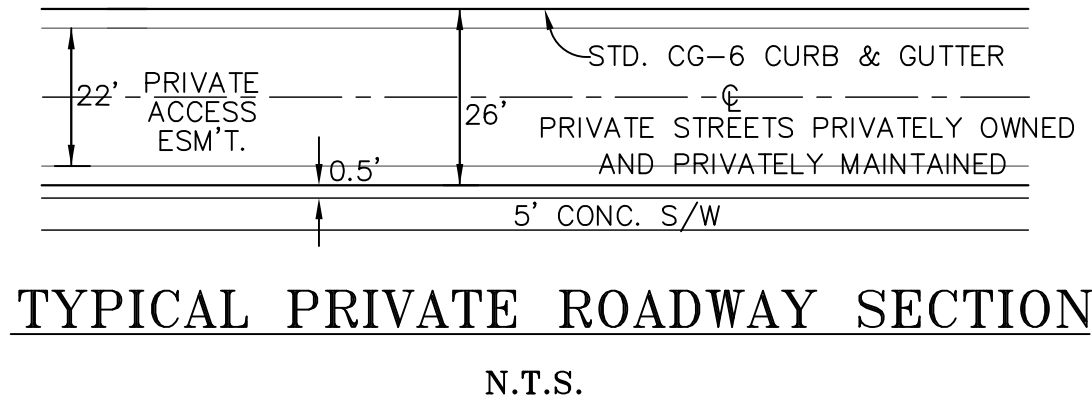 STD. CG-6 CURB & GUTTER
22'
PRIVATE
ACCESS
ESM'T.
26'
℄
PRIVATE STREETS PRIVATELY OWNED
AND PRIVATELY MAINTAINED
0.5'
5' CONC. S/W
TYPICAL PRIVATE ROADWAY SECTION
N.T.S.